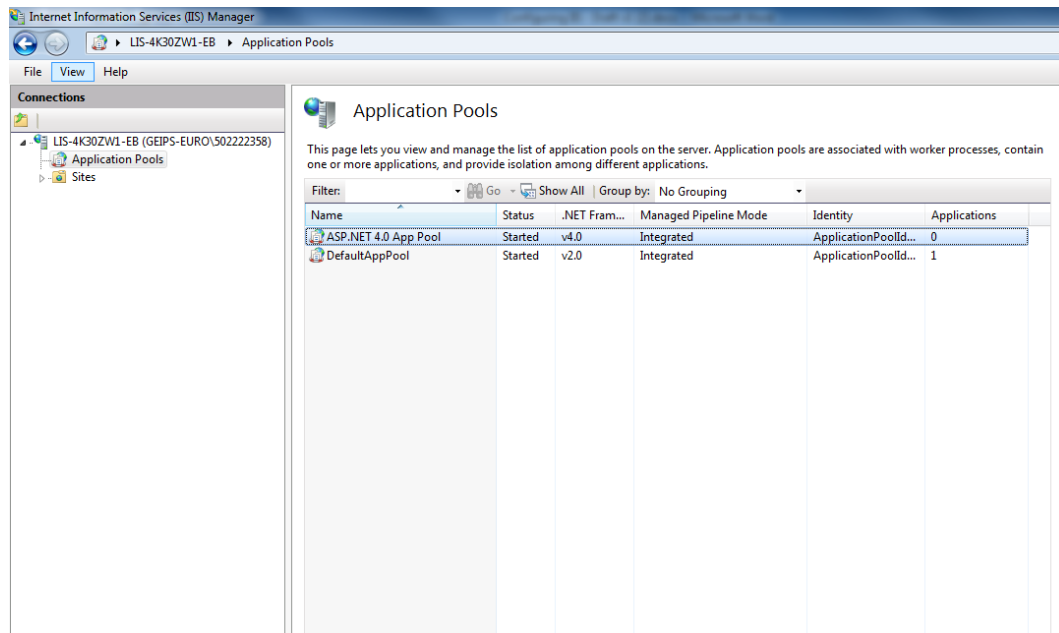 Internet Information Services (IIS) Manager
LIS-4K30ZW1-EB Application Pools
File View Help
Connections
LIS-4K30ZW1-EB (GEIPS-EURO\502222358)
Application Pools
Sites
Application Pools
This page lets you view and manage the list of application pools on the server. Application pools are associated with worker processes, contain
one or more applications, and provide isolation among different applications.
Filter: Go Show All Group by: No Grouping
Name Status .NET Fram... Managed Pipeline Mode Identity Applications
ASP.NET 4.0 App Pool Started v4.0 Integrated ApplicationPoolId... 0
DefaultAppPool Started v2.0 Integrated ApplicationPoolId... 1